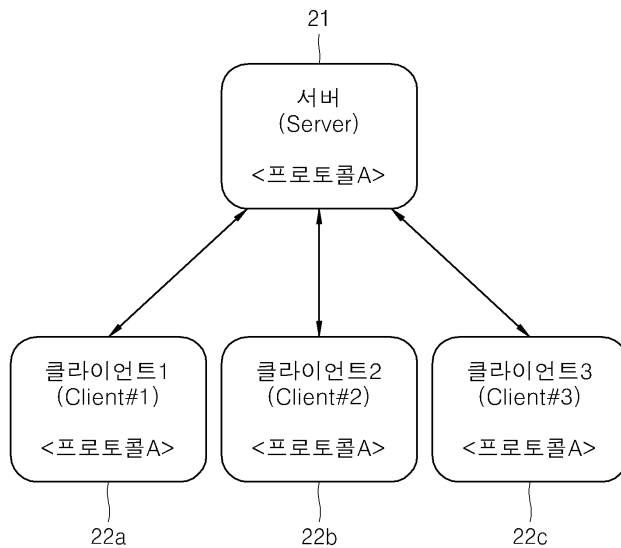 21
서버
(Server)
<프로토콜A>
클라이언트1
(Client#1)
<프로토콜A>
클라이언트2
(Client#2)
<프로토콜A>
클라이언트3
(Client#3)
<프로토콜A>
22a
22b
22c